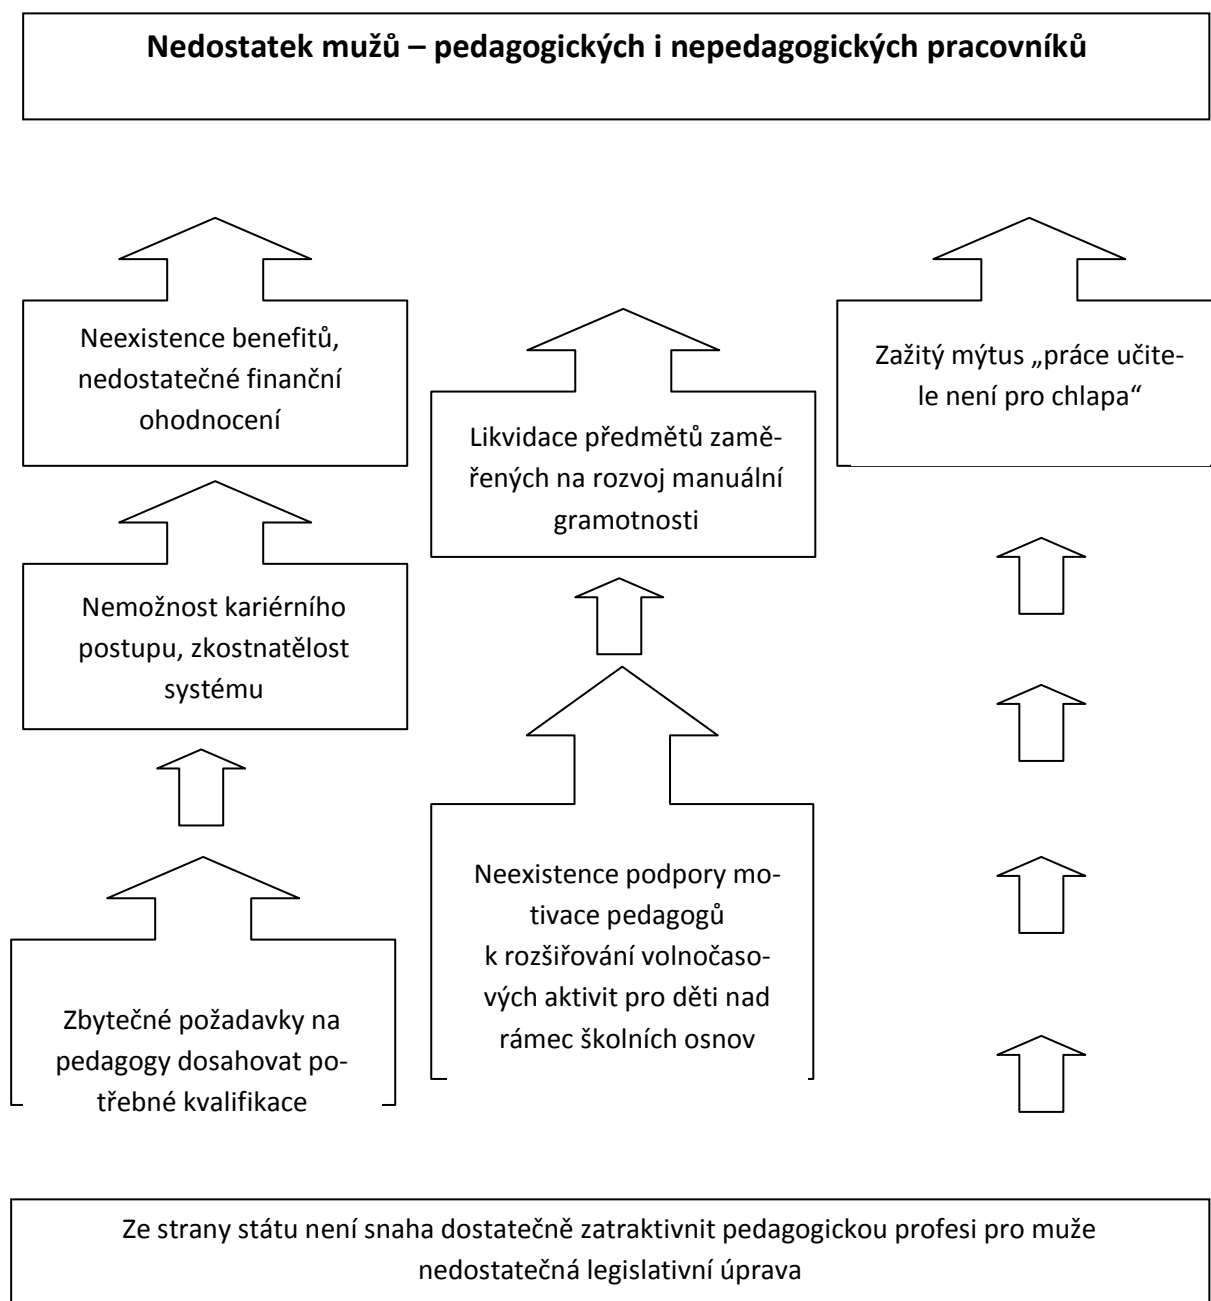 Nedostatek mužů – pedagogických i nepedagogických pracovníků
Neexistence benefitů,
nedostatečné finanční
ohodnocení
Zažitý mýtus „práce učite-
le není pro chlapa“
Likvidace předmětů zamě-
řených na rozvoj manuální
gramotnosti
Nemožnost kariérního
postupu, zkostnatělost
systému
Neexistence podpory mo-
tivace pedagogů
k rozšiřování volnočaso-
vých aktivit pro děti nad
rámec školních osnov
Zbytečné požadavky na
pedagogy dosahovat po-
třebné kvalifikace
Ze strany státu není snaha dostatečně zatraktivnit pedagogickou profesi pro muže
nedostatečná legislativní úprava